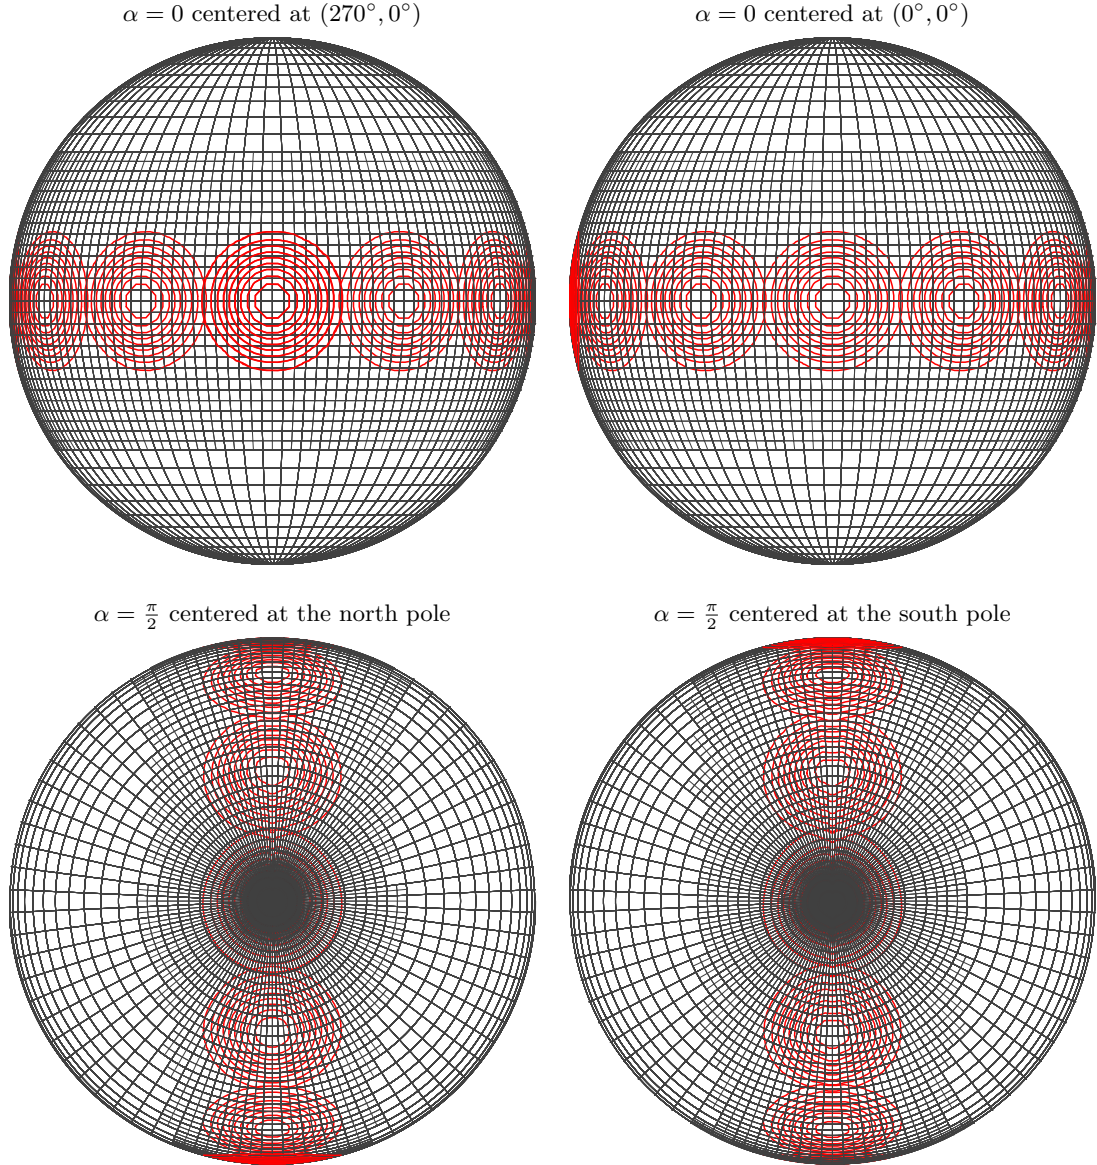 α = 0 centered at (270°, 0°)
α = 0 centered at (0°, 0°)
α = π/2 centered at the north pole
α = π/2 centered at the south pole